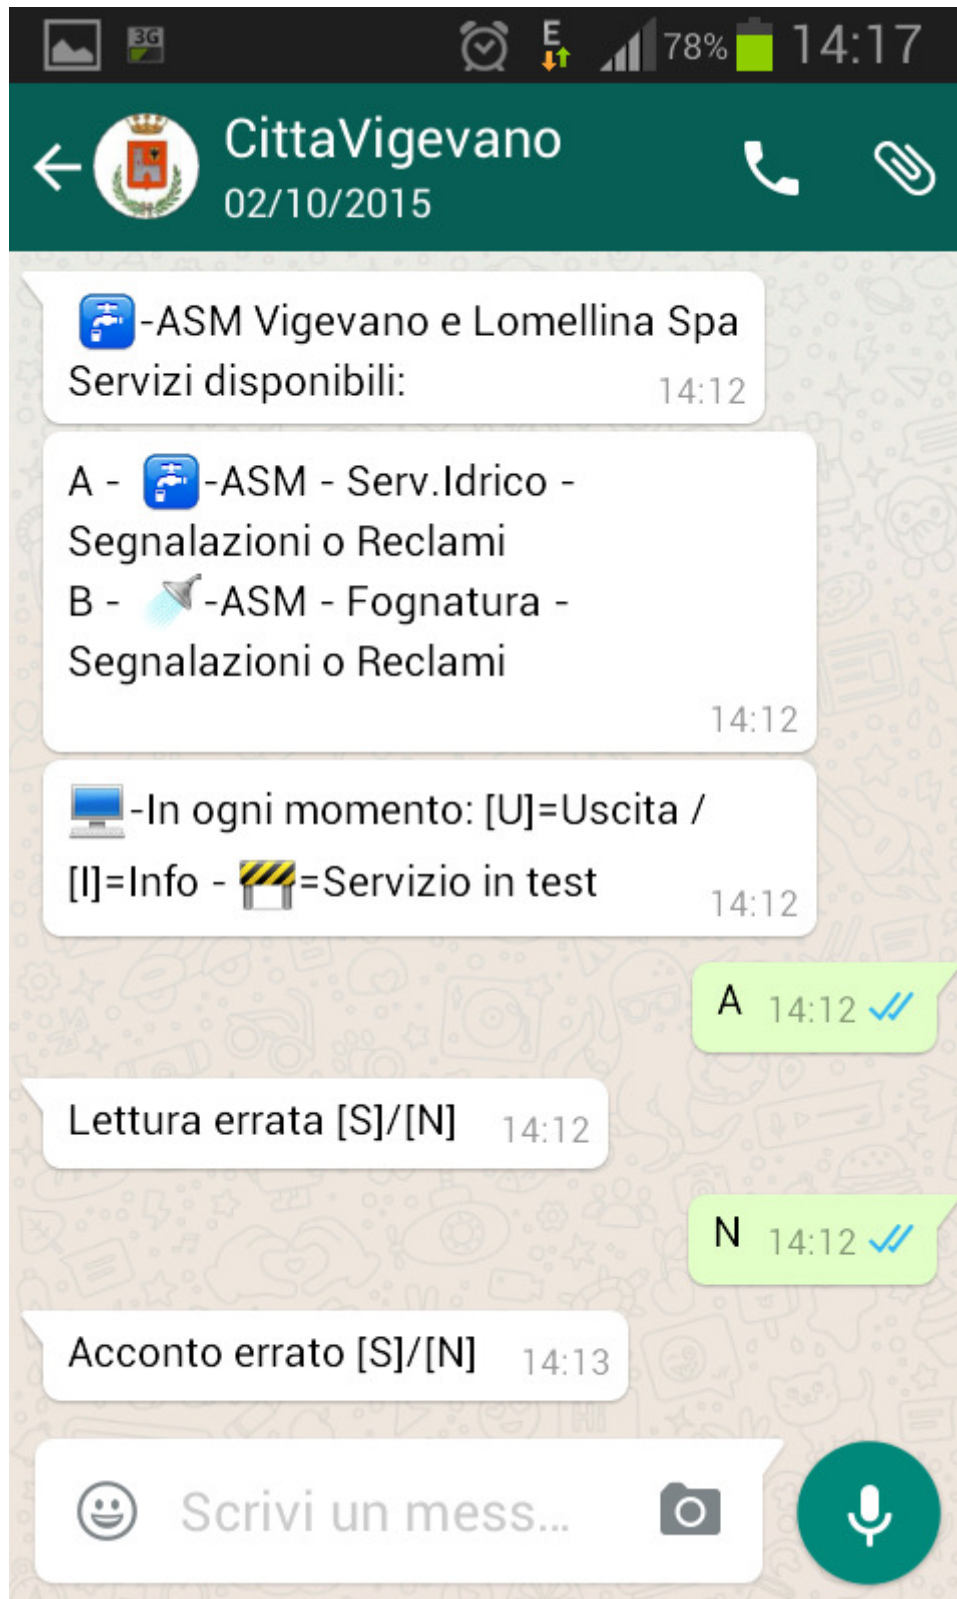 3G E 78% 14:17
CittaVigevano
02/10/2015
-ASM Vigevano e Lomellina Spa
Servizi disponibili: 14:12
A - -ASM - Serv.Idrico -
Segnalazioni o Reclami
B - -ASM - Fognatura -
Segnalazioni o Reclami
14:12
-In ogni momento: [U]=Uscita /
[I]=Info - =Servizio in test 14:12
A 14:12
Lettura errata [S]/[N] 14:12
N 14:12
Acconto errato [S]/[N] 14:13
Scrivi un mess...